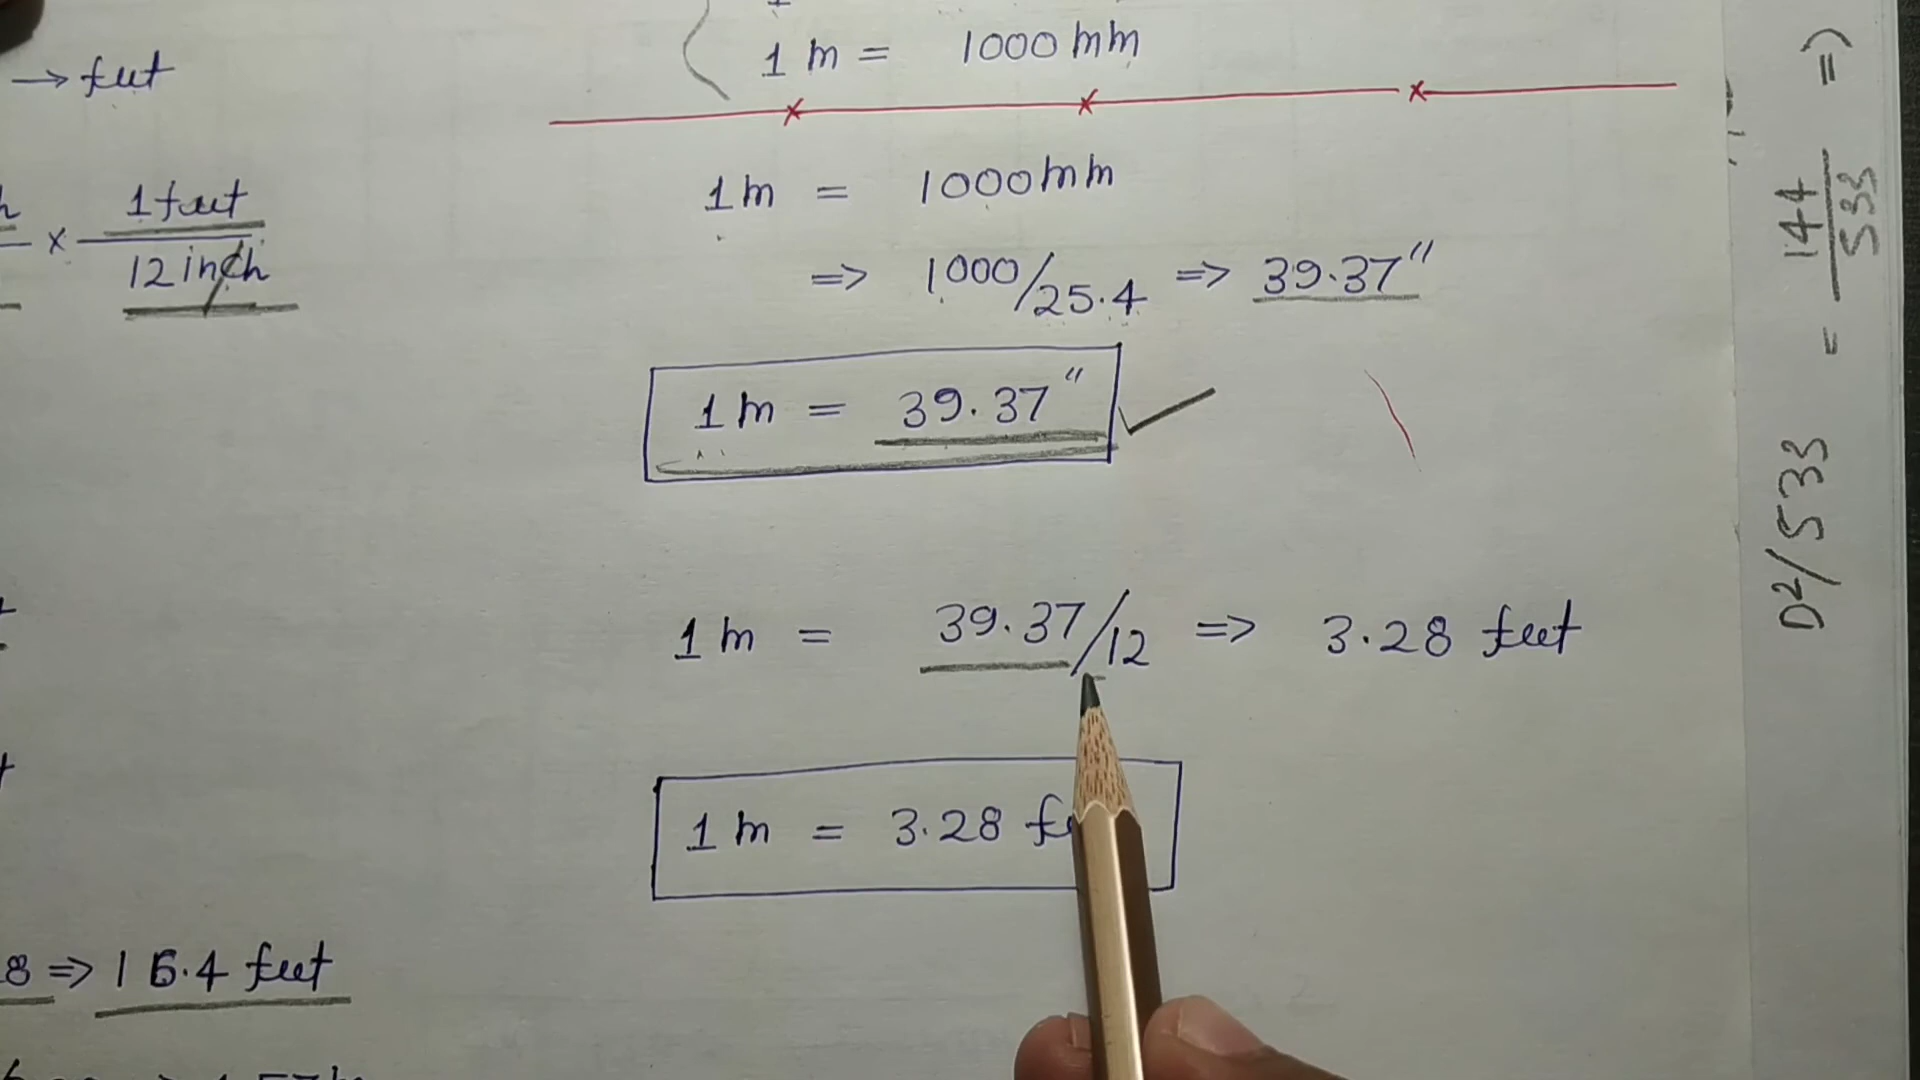 → feet
1 m = 1000 mm
1 feet
×
12 inch
1 m = 1000 mm
=> 1000/25.4 => 39.37"
1 m = 39.37"
1 m = 39.37/12 => 3.28 feet
1 m = 3.28
8 => 16.4 feet
D²/533 = 144/533 =>